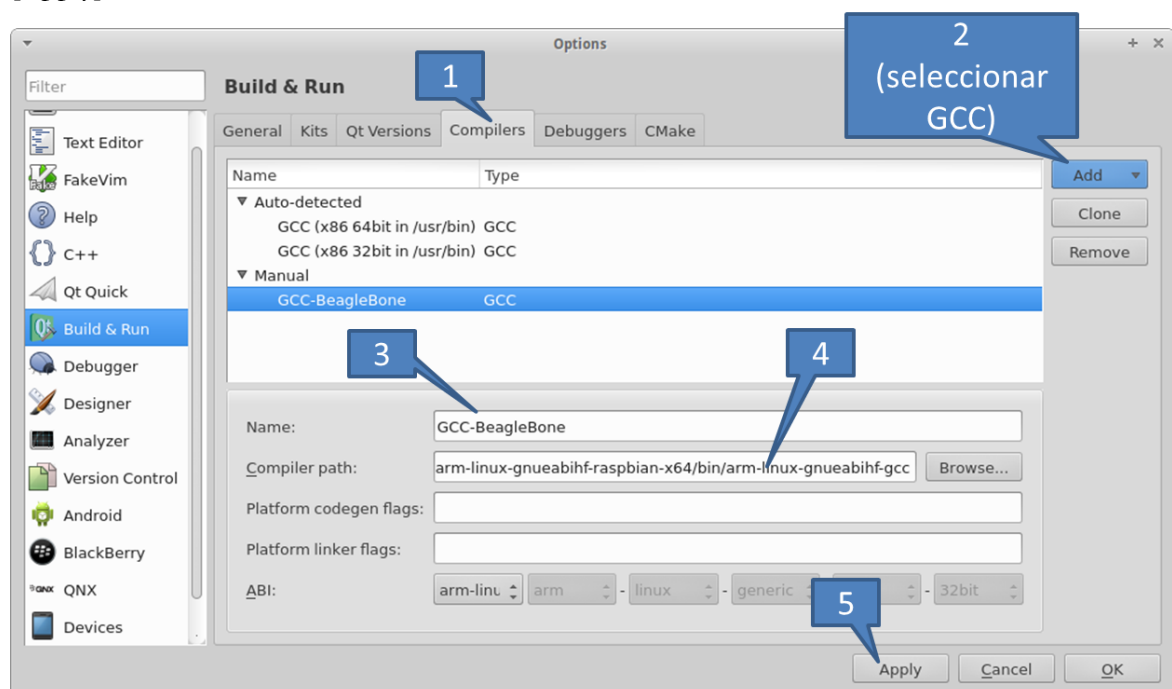 Options
2
(seleccionar
GCC)
1
Filter
Build & Run
General Kits Qt Versions Compilers Debuggers CMake
Text Editor
FakeVim
Help
C++
Qt Quick
Build & Run
Debugger
Designer
Analyzer
Version Control
Android
BlackBerry
QNX
Devices
Name Type
Auto-detected
GCC (x86 64bit in /usr/bin) GCC
GCC (x86 32bit in /usr/bin) GCC
Manual
GCC-BeagleBone GCC
Add
Clone
Remove
3
4
Name: GCC-BeagleBone
Compiler path: arm-linux-gnueabihf-raspbian-x64/bin/arm-linux-gnueabihf-gcc Browse...
Platform codegen flags:
Platform linker flags:
ABI: arm-linu arm - linux - generic - 32bit
5
Apply Cancel OK